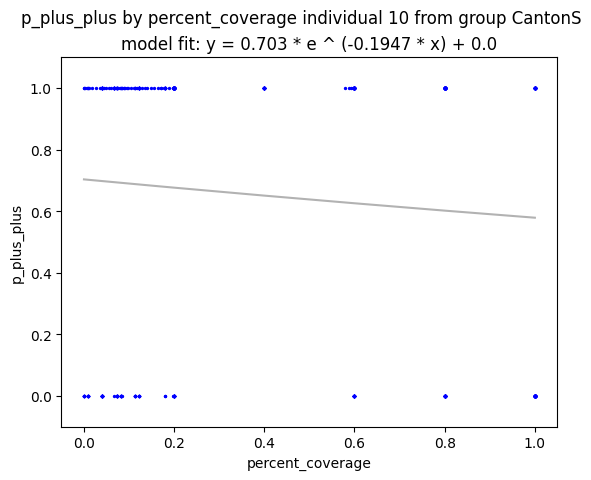 p_plus_plus by percent_coverage individual 10 from group CantonS
model fit: y = 0.703 * e ^ (-0.1947 * x) + 0.0
1.0
0.8
0.6
0.4
0.2
0.0
p_plus_plus
0.0 0.2 0.4 0.6 0.8 1.0
percent_coverage